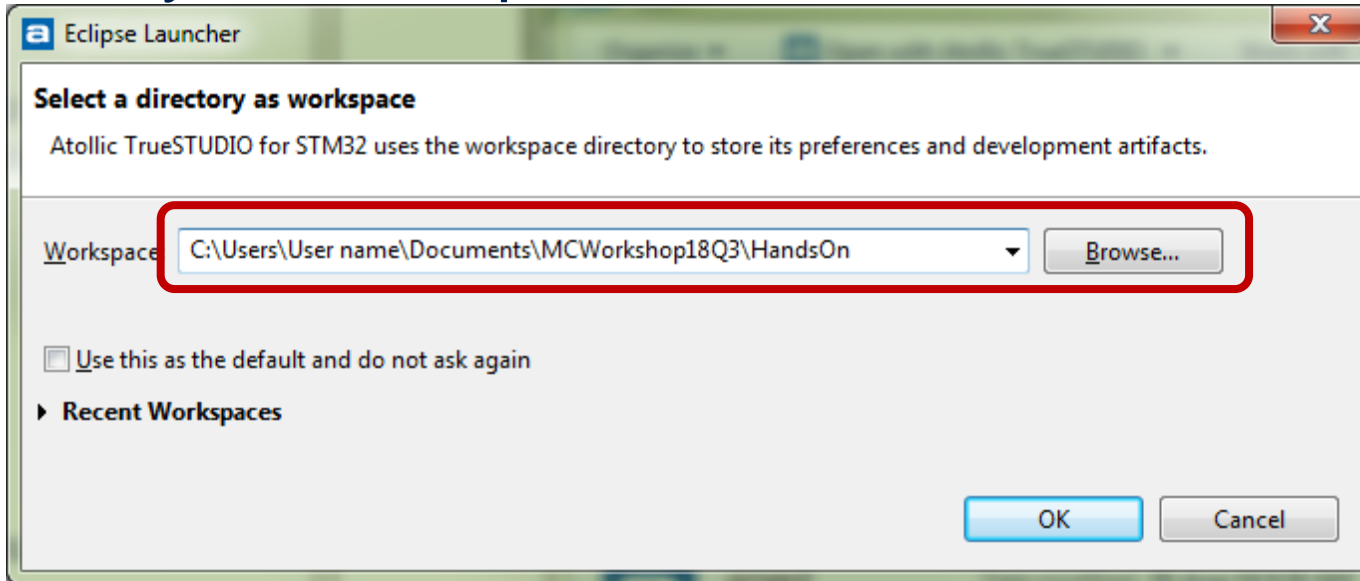 Eclipse Launcher
Select a directory as workspace
Atollic TrueSTUDIO for STM32 uses the workspace directory to store its preferences and development artifacts.
Workspace C:\Users\User name\Documents\MCWorkshop18Q3\HandsOn Browse...
Use this as the default and do not ask again
Recent Workspaces
OK Cancel